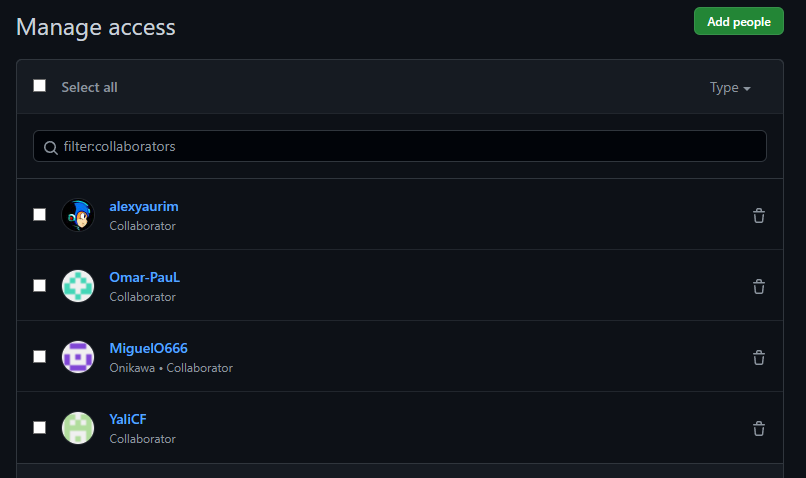 Manage access
Add people
Select all
Type
filter:collaborators
alexyaurim
Collaborator
Omar-PauL
Collaborator
MiguelO666
Onikawa • Collaborator
YaliCF
Collaborator